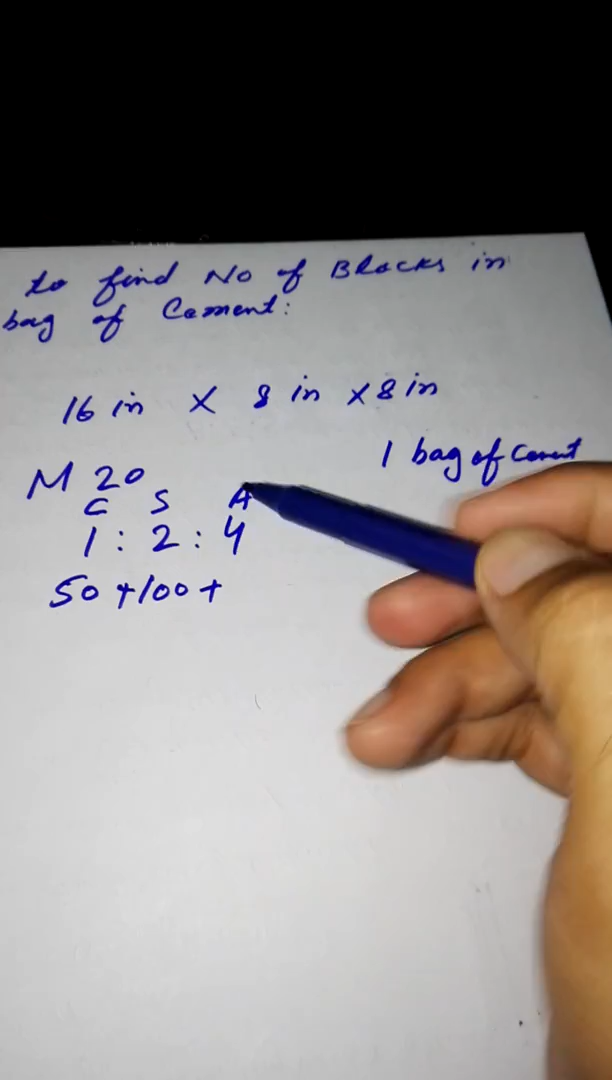 to find No of Blocks in
bag of Cement:
16 in X 8 in X 8 in
1 bag of Cement
M 20
C S A
1 : 2 : 4
50 + 100 +